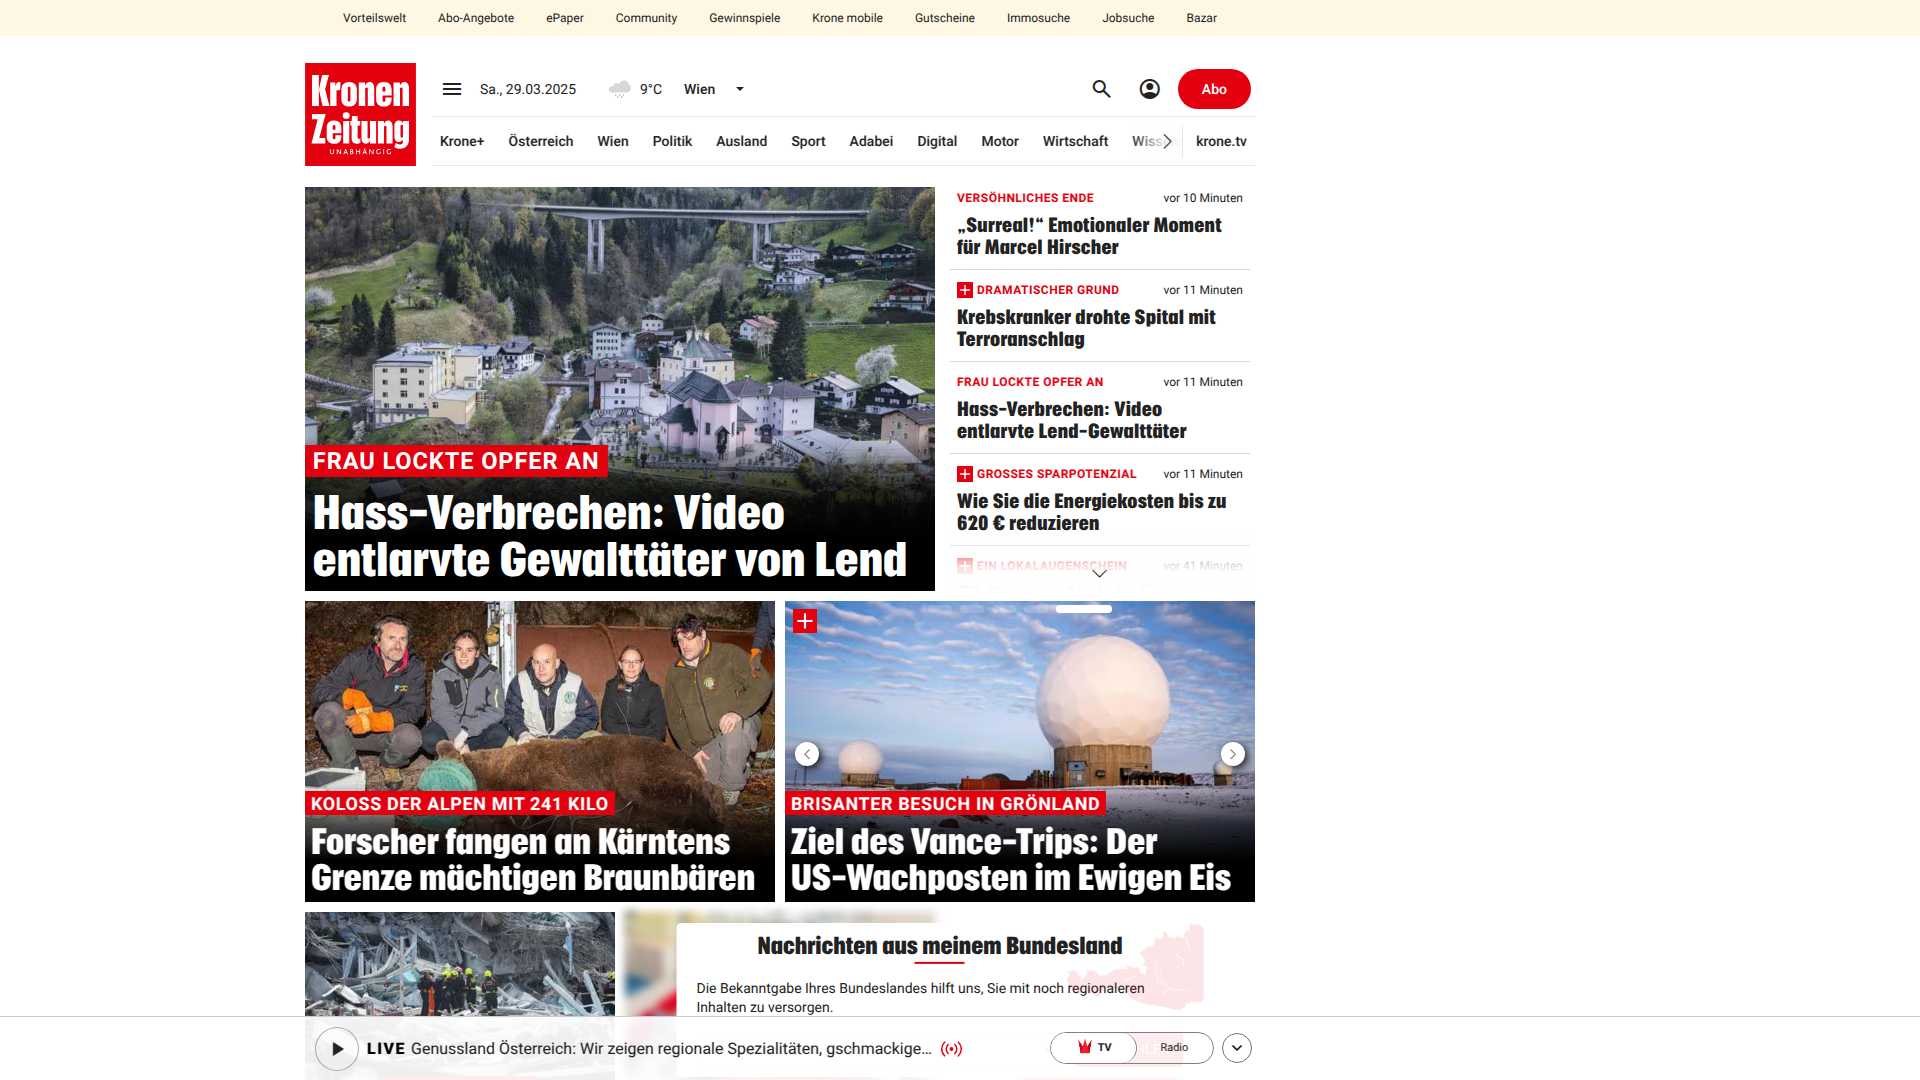 Vorteilswelt Abo-Angebote ePaper Community Gewinnspiele Krone mobile Gutscheine Immosuche Jobsuche Bazar
Kronen
Zeitung
UNABHÄNGIG
Sa., 29.03.2025 9°C Wien Abo
Krone+ Österreich Wien Politik Ausland Sport Adabei Digital Motor Wirtschaft Wiss krone.tv
FRAU LOCKTE OPFER AN
Hass-Verbrechen: Video
entlarvte Gewalttäter von Lend
VERSÖHNLICHES ENDE vor 10 Minuten
„Surreal!“ Emotionaler Moment
für Marcel Hirscher
DRAMATISCHER GRUND vor 11 Minuten
Krebskranker drohte Spital mit
Terroranschlag
FRAU LOCKTE OPFER AN vor 11 Minuten
Hass-Verbrechen: Video
entlarvte Lend-Gewalttäter
GROSSES SPARPOTENZIAL vor 11 Minuten
Wie Sie die Energiekosten bis zu
620 € reduzieren
EIN LOKALAUGENSCHEIN vor 41 Minuten
KOLOSS DER ALPEN MIT 241 KILO
Forscher fangen an Kärntens
Grenze mächtigen Braunbären
BRISANTER BESUCH IN GRÖNLAND
Ziel des Vance-Trips: Der
US-Wachposten im Ewigen Eis
Nachrichten aus meinem Bundesland
Die Bekanntgabe Ihres Bundeslandes hilft uns, Sie mit noch regionaleren
Inhalten zu versorgen.
LIVE Genussland Österreich: Wir zeigen regionale Spezialitäten, gschmackige... TV Radio